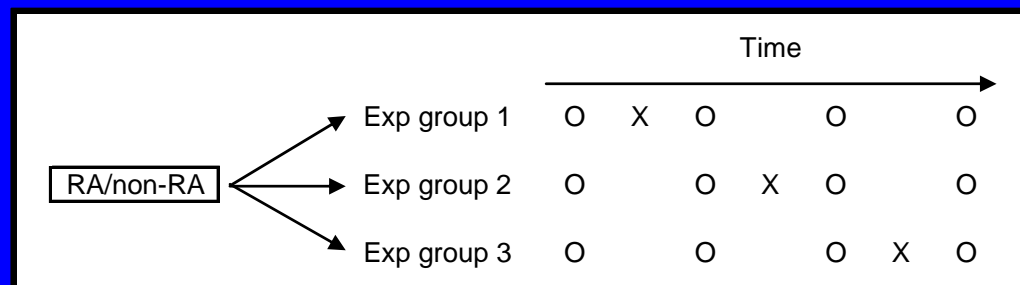 Time
Exp group 1 O X O O O
RA/non-RA Exp group 2 O O X O O
Exp group 3 O O O X O